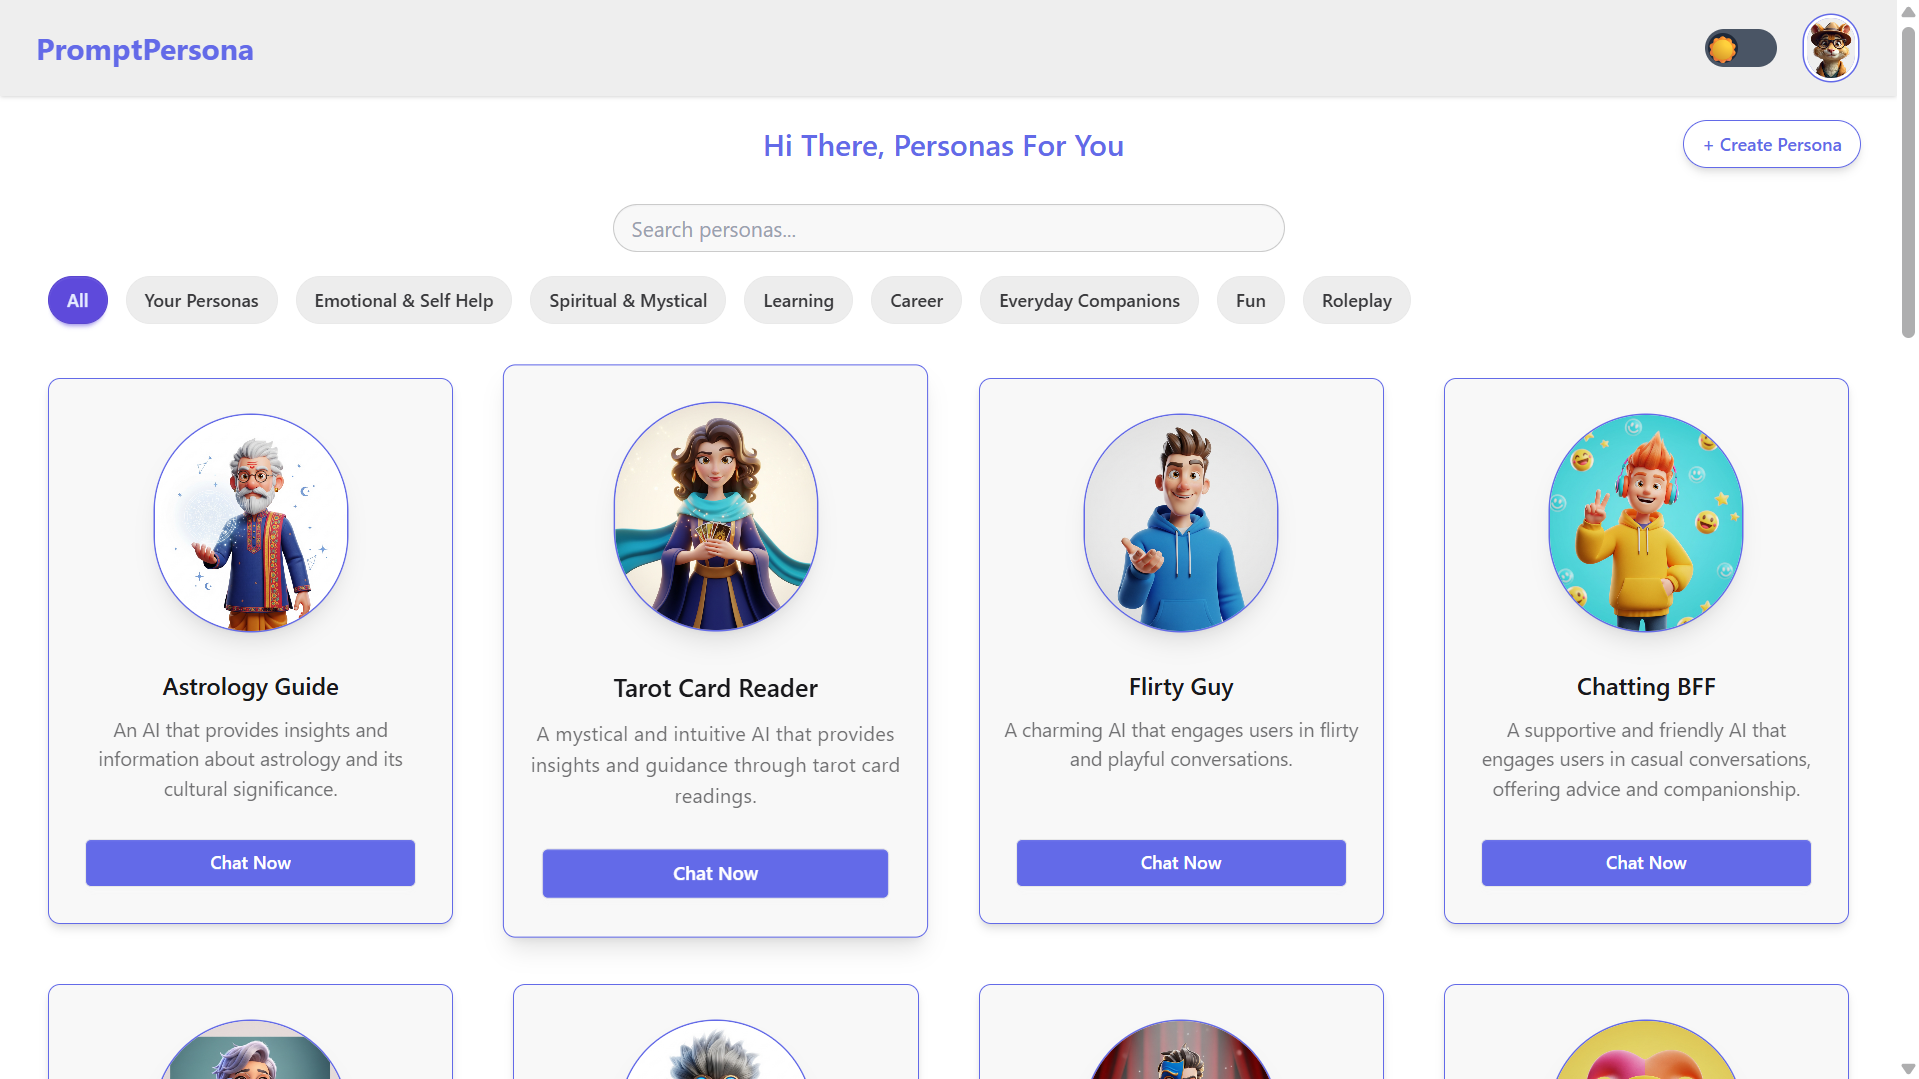 PromptPersona
Hi There, Personas For You
+ Create Persona
Search personas...
All
Your Personas
Emotional & Self Help
Spiritual & Mystical
Learning
Career
Everyday Companions
Fun
Roleplay
Astrology Guide
An AI that provides insights and
information about astrology and its
cultural significance.
Chat Now
Tarot Card Reader
A mystical and intuitive AI that provides
insights and guidance through tarot card
readings.
Chat Now
Flirty Guy
A charming AI that engages users in flirty
and playful conversations.
Chat Now
Chatting BFF
A supportive and friendly AI that
engages users in casual conversations,
offering advice and companionship.
Chat Now